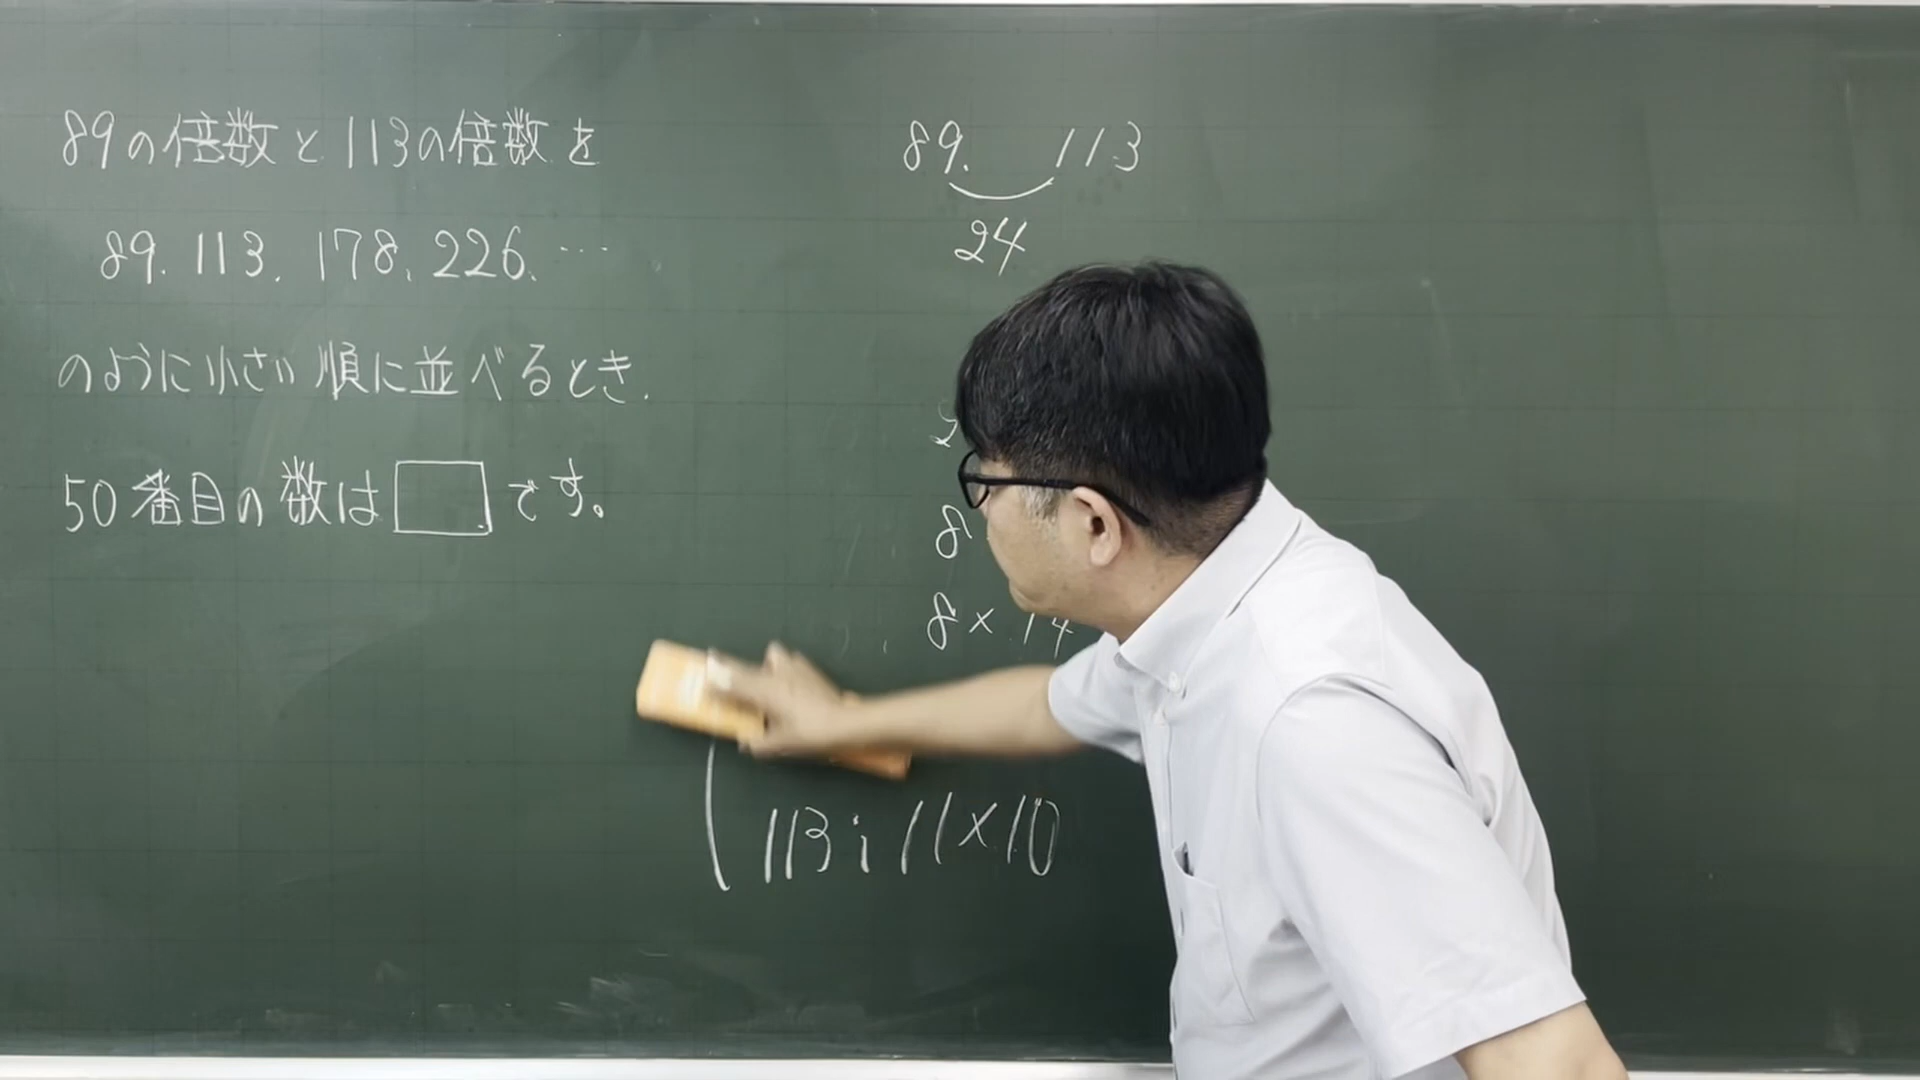 89の倍数と113の倍数を
89. 113. 178. 226. …
のように小さい順に並べるとき.
50番目の数は□です。
89. 113
24
8
8 × 14
113 ; 11×10